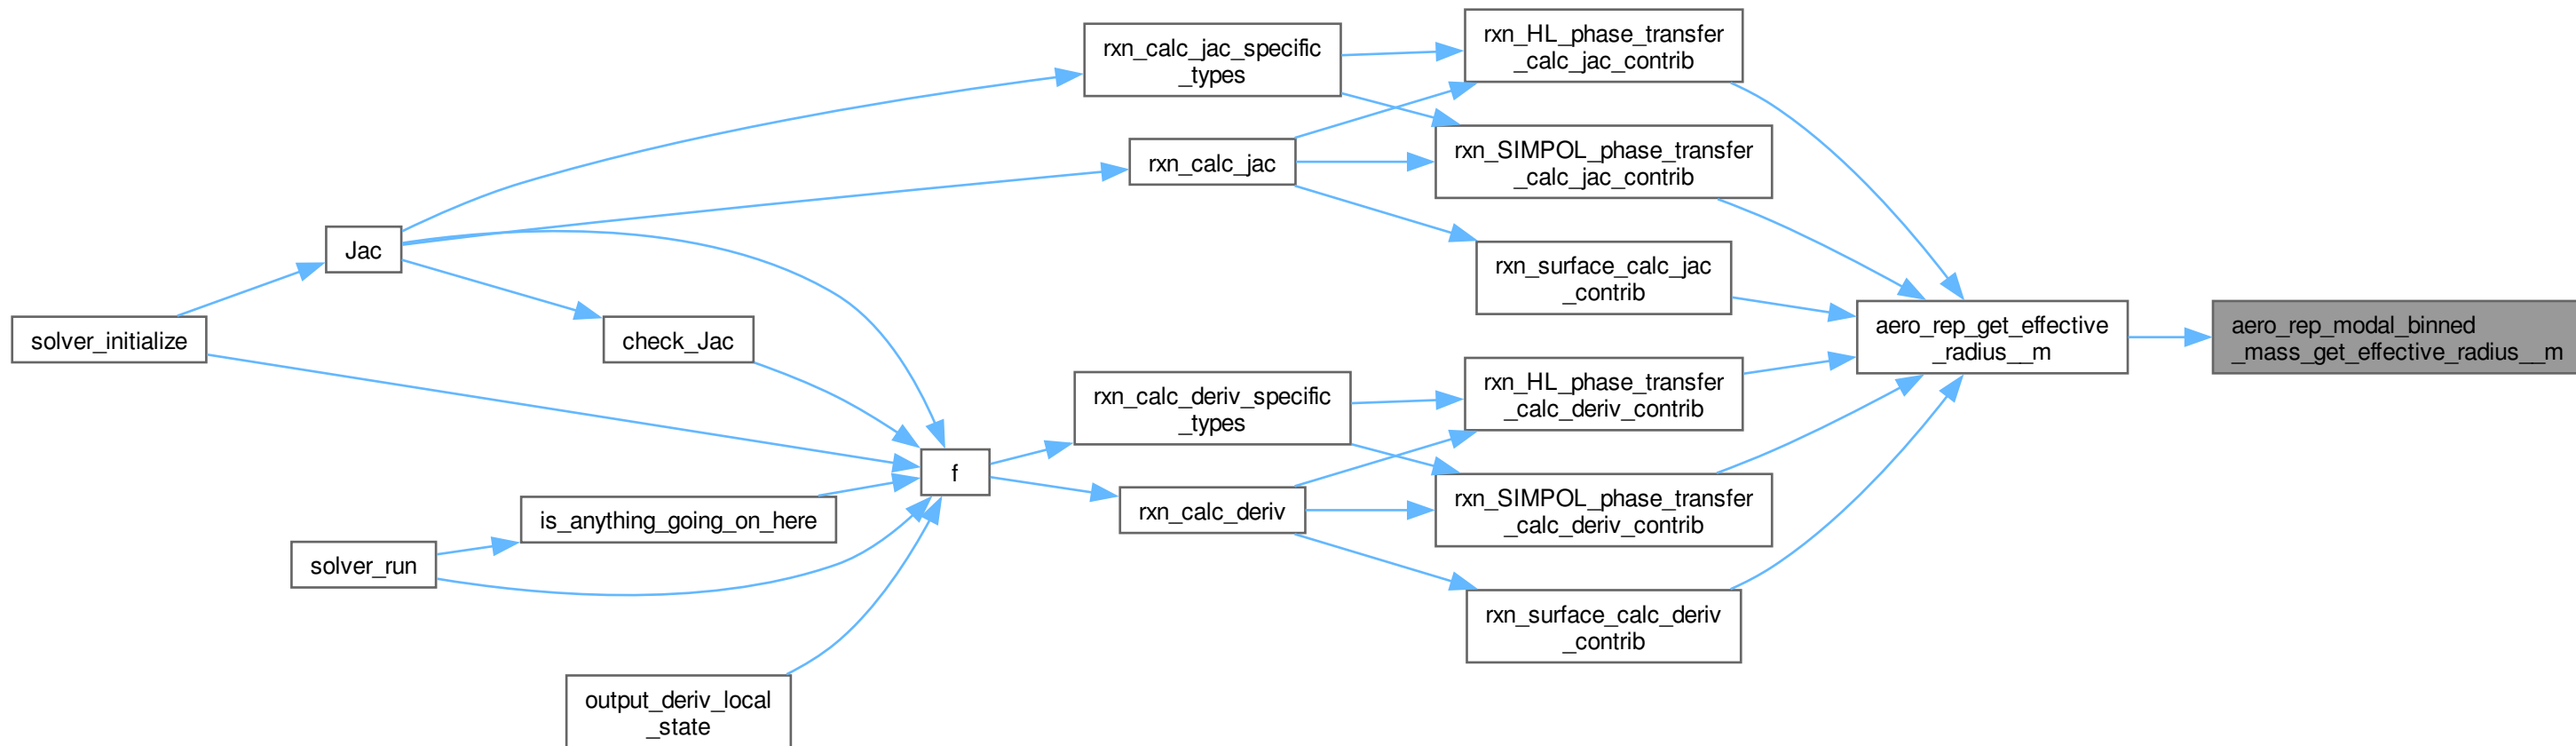 solver_initialize
Jac
check_Jac
solver_run
is_anything_going_on_here
output_deriv_local
_state
f
rxn_calc_jac_specific
_types
rxn_calc_jac
rxn_calc_deriv_specific
_types
rxn_calc_deriv
rxn_HL_phase_transfer
_calc_jac_contrib
rxn_SIMPOL_phase_transfer
_calc_jac_contrib
rxn_surface_calc_jac
_contrib
rxn_HL_phase_transfer
_calc_deriv_contrib
rxn_SIMPOL_phase_transfer
_calc_deriv_contrib
rxn_surface_calc_deriv
_contrib
aero_rep_get_effective
_radius__m
aero_rep_modal_binned
_mass_get_effective_radius__m